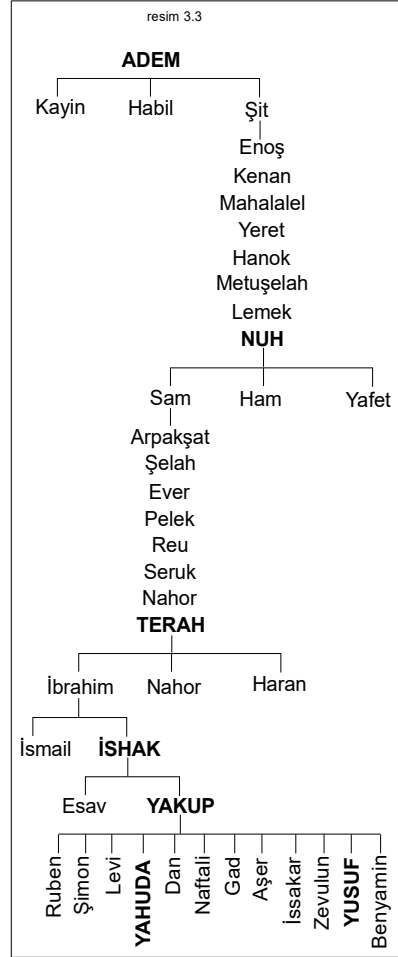 resim 3.3
ADEM
Kayin Habil Şit
Enoş
Kenan
Mahalalel
Yeret
Hanok
Metuşelah
Lemek
NUH
Sam Ham Yafet
Arpakşat
Şelah
Ever
Pelek
Reu
Seruk
Nahor
TERAH
İbrahim Nahor Haran
İsmail İSHAK
Esav YAKUP
Ruben
Şimon
Levi
YAHUDA
Dan
Naftali
Gad
Aşer
İssakar
Zevulun
YUSUF
Benyamin